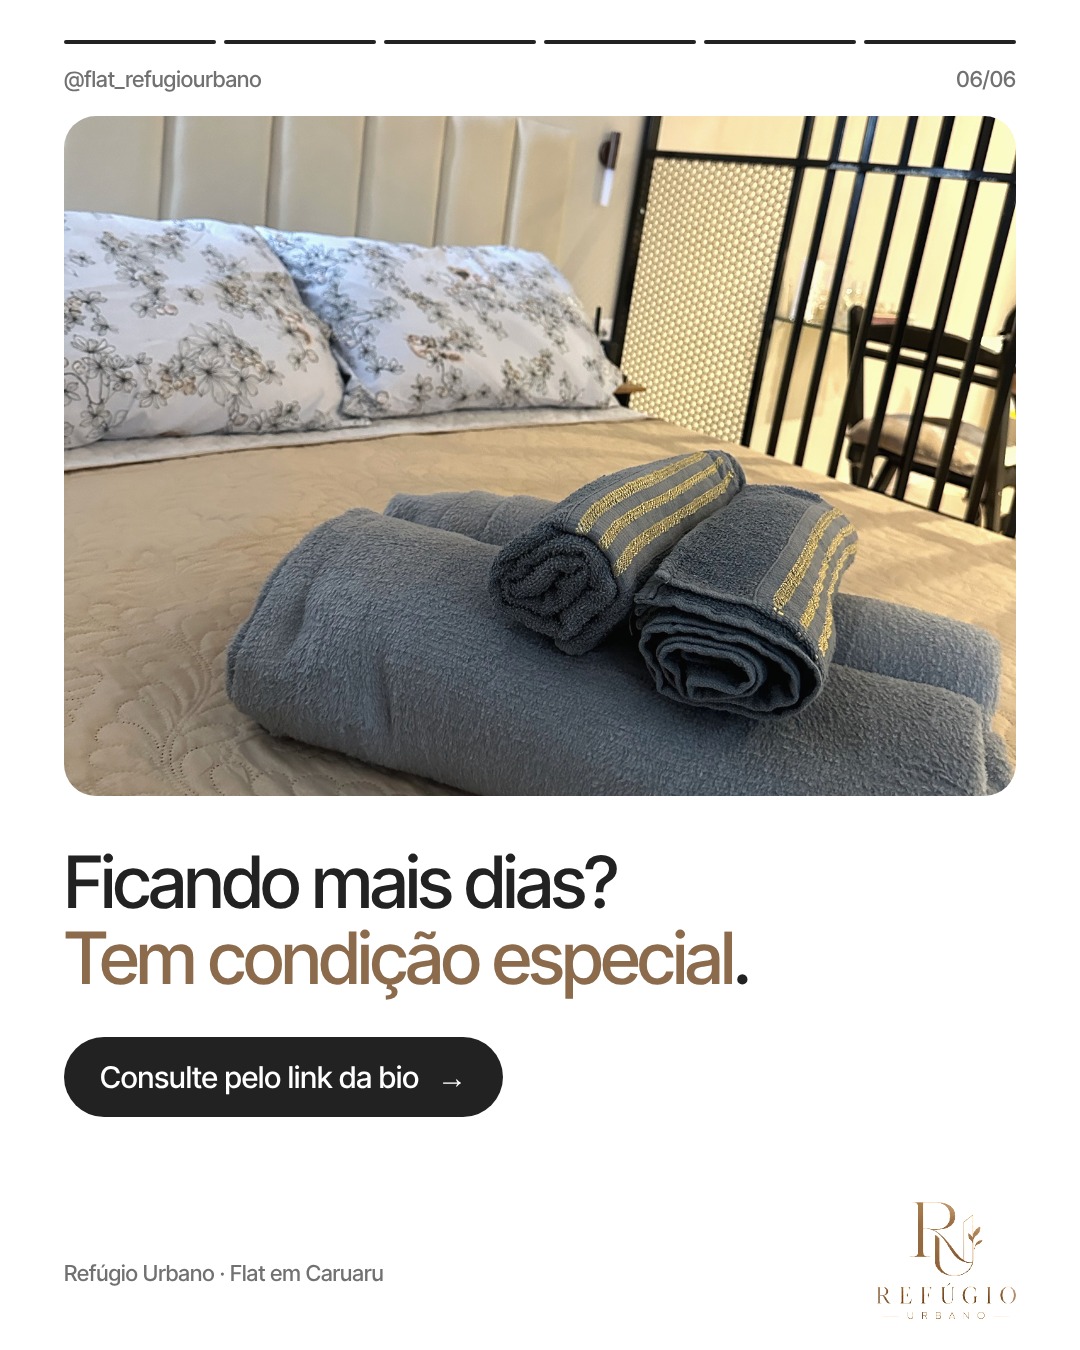 @flat_refugiourbano
06/06
Ficando mais dias?
Tem condição especial.
Consulte pelo link da bio →
Refúgio Urbano · Flat em Caruaru
RU
REFÚGIO
URBANO